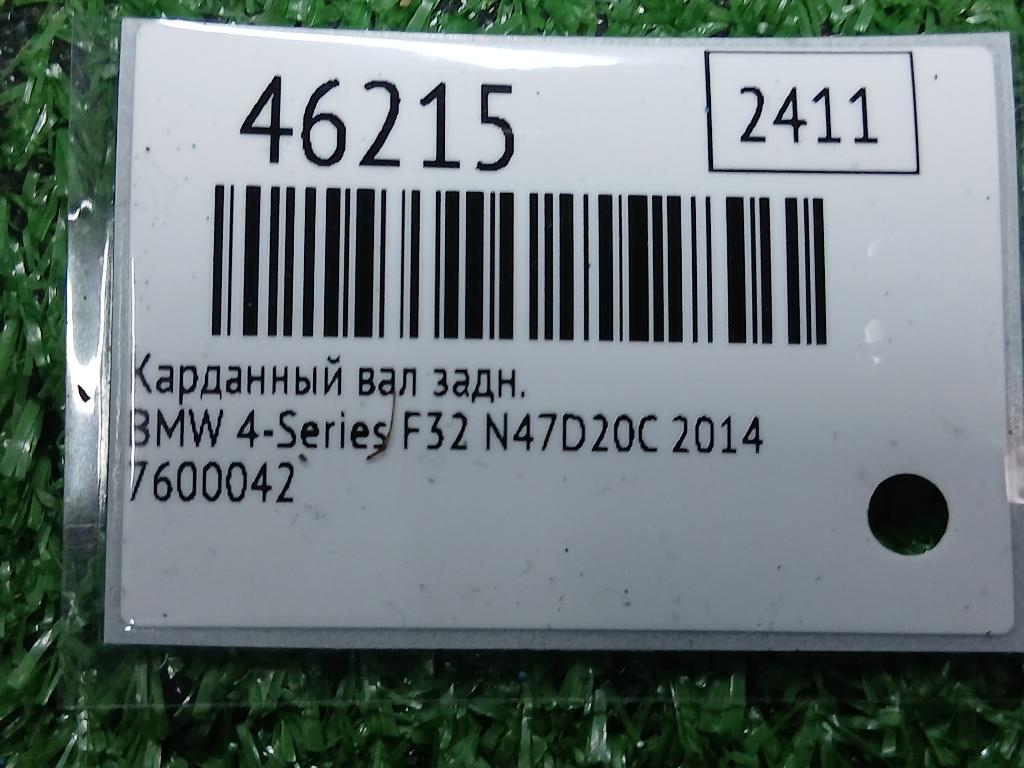 46215
2411
Карданный вал задн.
BMW 4-Series F32 N47D20C 2014
7600042